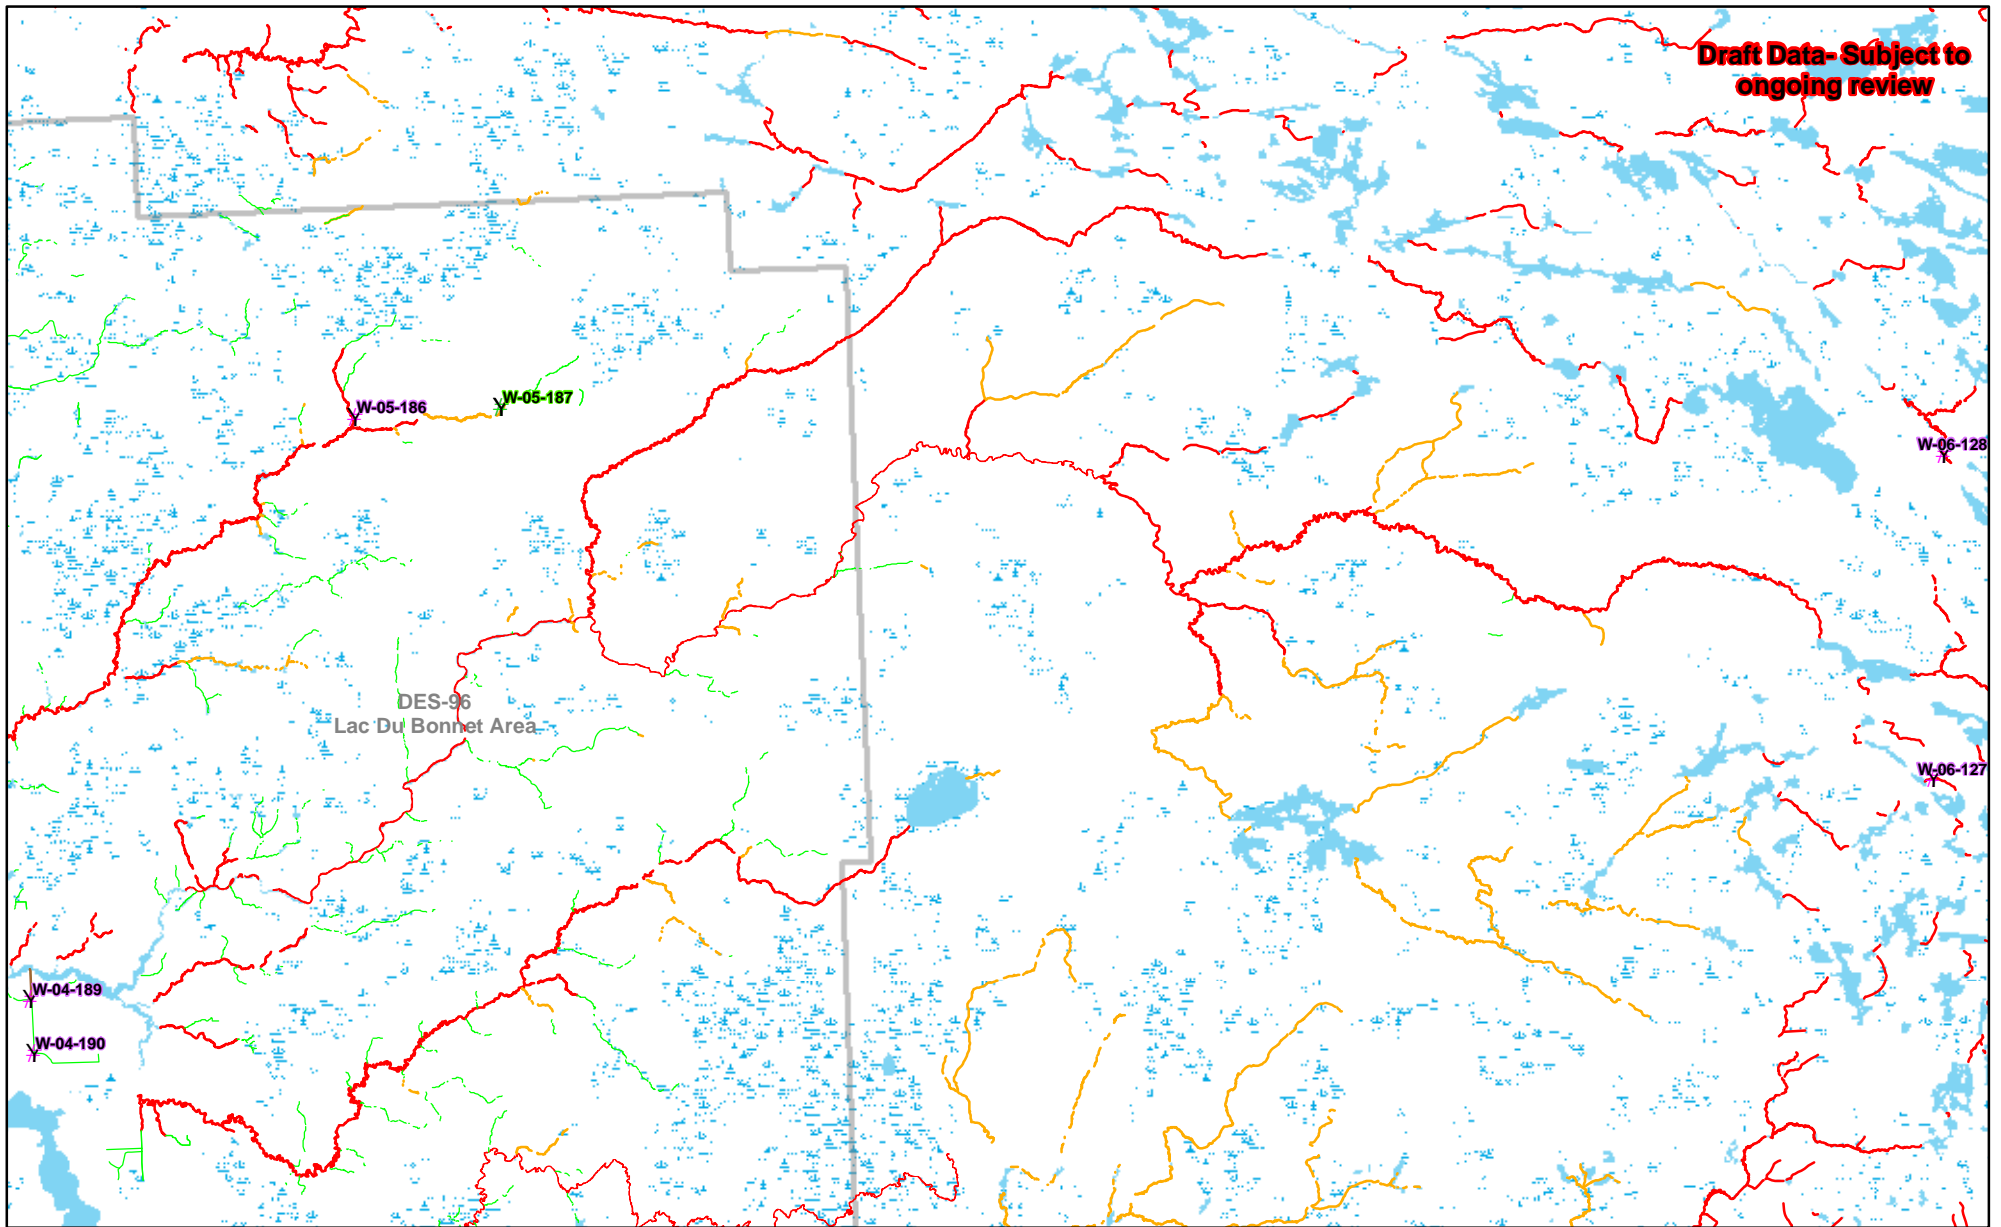 Draft Data- Subject to
ongoing review
W-05-186
W-05-187
W-06-128
DES-96
Lac Du Bonnet Area
W-06-127
W-04-189
W-04-190